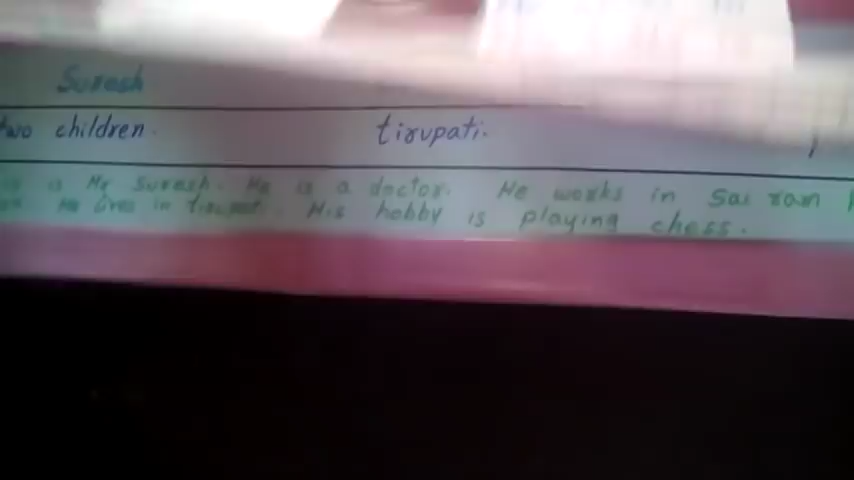 Suresh
two children. tirupati.
is Mr Suresh. He is a doctor. He works in Sai ram
He lives in tirupati. His hobby is playing chess.